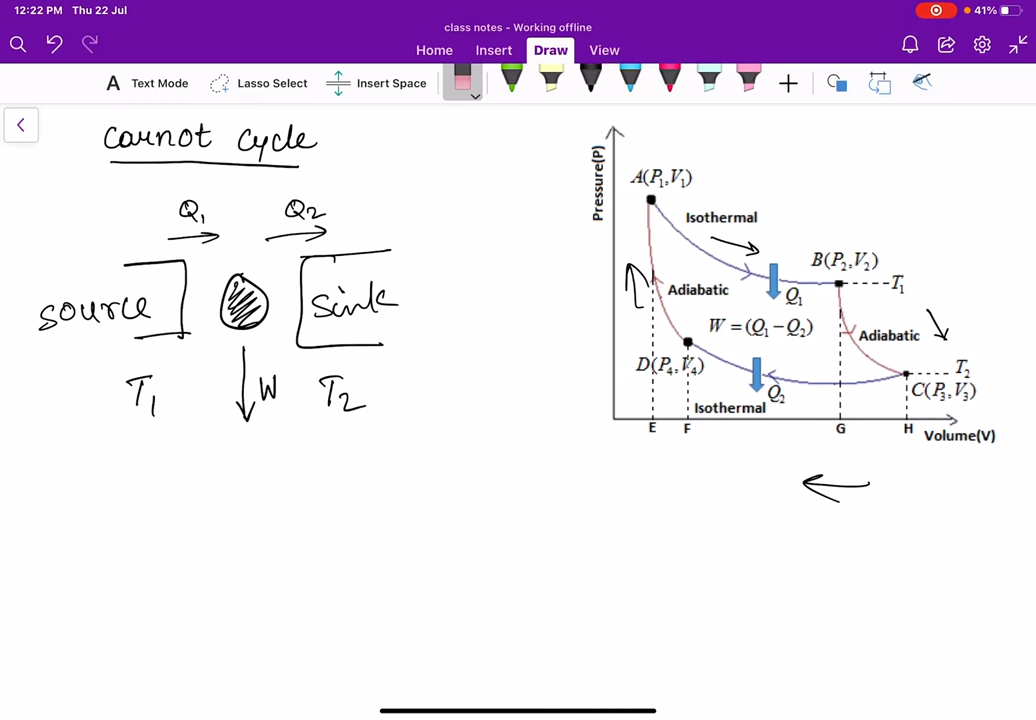 12:22 PM Thu 22 Jul
41%
class notes - Working offline
Home Insert Draw View
A Text Mode Lasso Select Insert Space
Carnot Cycle
Q1 Q2
source Sink
T1 W T2
Pressure(P)
A(P1,V1)
Isothermal
B(P2,V2)
T1
Adiabatic
Q1
W = (Q1-Q2)
Adiabatic
D(P4,V4)
T2
Q2
C(P3,V3)
Isothermal
E F G H
Volume(V)